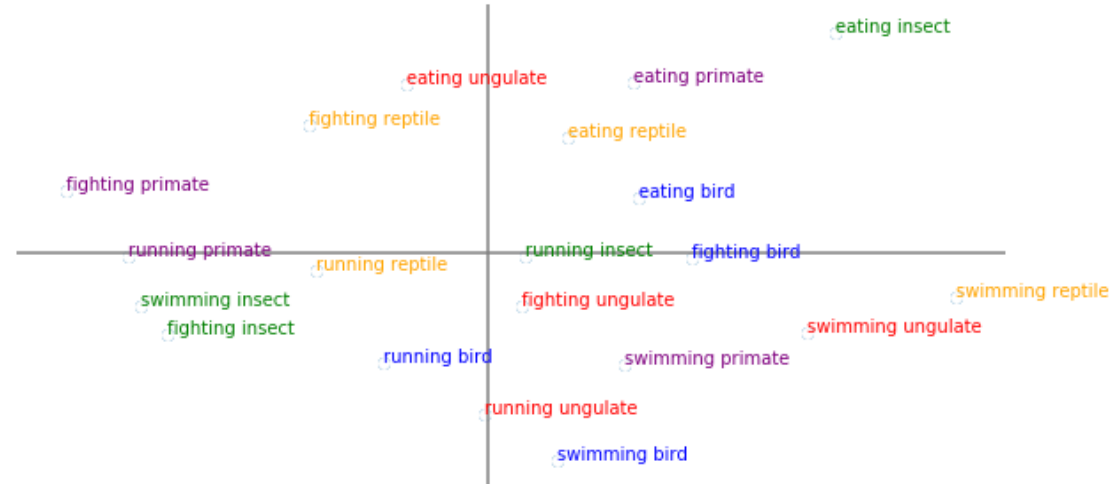 eating insect
eating ungulate
eating primate
fighting reptile
eating reptile
fighting primate
eating bird
running primate
running insect
fighting bird
running reptile
swimming insect
fighting ungulate
swimming reptile
fighting insect
swimming ungulate
running bird
swimming primate
running ungulate
swimming bird